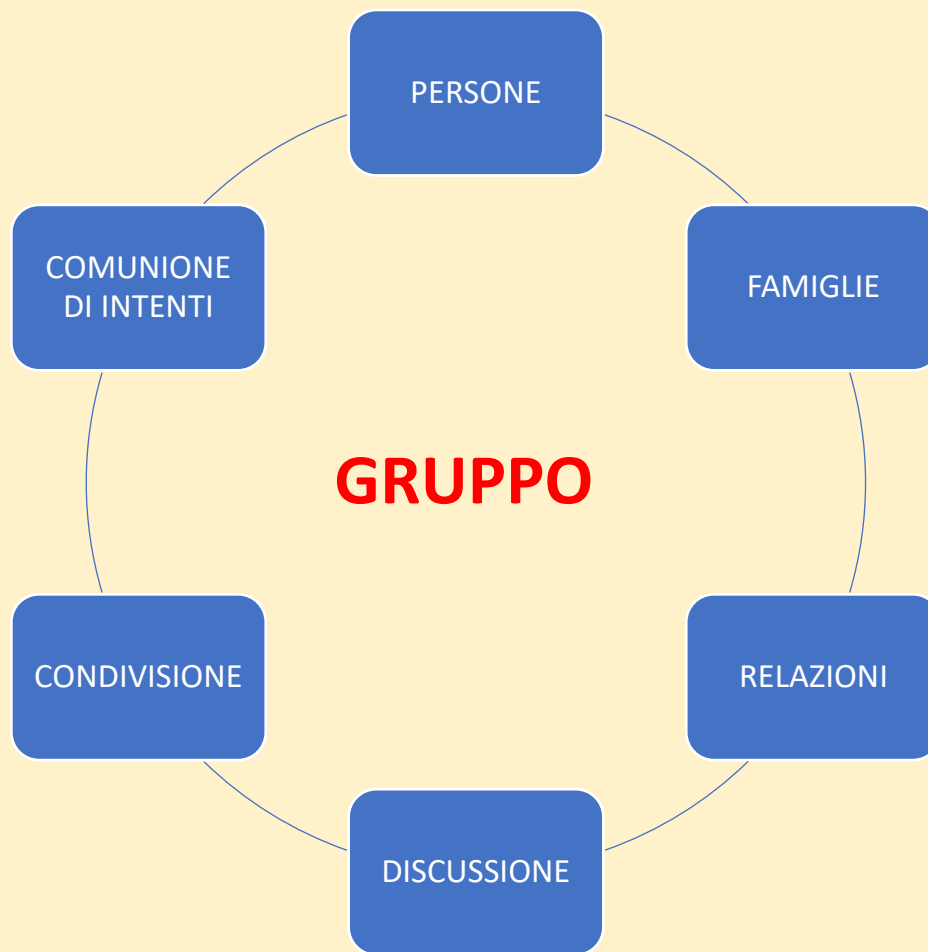 PERSONE
COMUNIONE
DI INTENTI
FAMIGLIE
GRUPPO
CONDIVISIONE
RELAZIONI
DISCUSSIONE